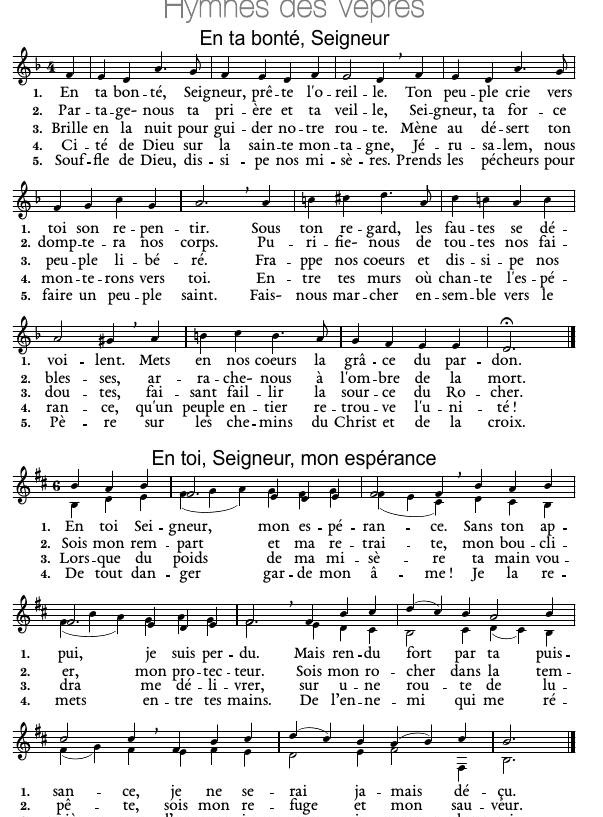 Hymnes des Vêpres
En ta bonté, Seigneur
4
1. En ta bon - té, Seigneur, prê - te l'o - reil - le. Ton peu - ple crie vers
2. Par - ta - ge- nous ta pri - ère et ta veil - le, Sei - gneur, ta for - ce
3. Brille en la nuit pour gui - der no - tre rou - te. Mène au dé - sert ton
4. Ci - té de Dieu sur la sain - te mon - ta - gne, Jé - ru - sa - lem, nous
5. Souf - fle de Dieu, dis - si - pe nos mi - sè - res. Prends les pécheurs pour
1. toi son re - pen - tir. Sous ton re - gard, les fau - tes se dé -
2. domp - te - ra nos corps. Pu - ri - fie- nous de tou - tes nos fai -
3. peu - ple li - bé - ré. Fra - ppe nos coeurs et dis - si - pe nos
4. mon - te - rons vers toi. En - tre tes murs où chan - te l'es - pé -
5. faire un peu - ple saint. Fais- nous mar - cher en - sem - ble vers le
1. voi - lent. Mets en nos coeurs la grâ - ce du par - don.
2. bles - ses, ar - ra - che- nous à l'om - bre de la mort.
3. dou - tes, fai - sant fail - lir la sour - ce du Ro - cher.
4. ran - ce, qu'un peuple en - tier re - trou - ve l'u - ni - té !
5. Pè - re sur les che - mins du Christ et de la croix.
En toi, Seigneur, mon espérance
6
1. En toi Sei - gneur, mon es - pé - ran - ce. Sans ton ap -
2. Sois mon rem - part et ma re - trai - te, mon bou - cli -
3. Lors - que du poids de ma mi - sè - re ta main vou -
4. De tout dan - ger gar - de mon â - me ! Je la re -
1. pui, je suis per - du. Mais ren - du fort par ta puis -
2. er, mon pro - tec - teur. Sois mon ro - cher dans la tem -
3. dra me dé - li - vrer, sur u - ne rou - te de lu -
4. mets en - tre tes mains. De l'en - ne - mi qui me ré -
1. san - ce, je ne se - rai ja - mais dé - çu.
2. pê - te, sois mon re - fuge et mon sau - veur.